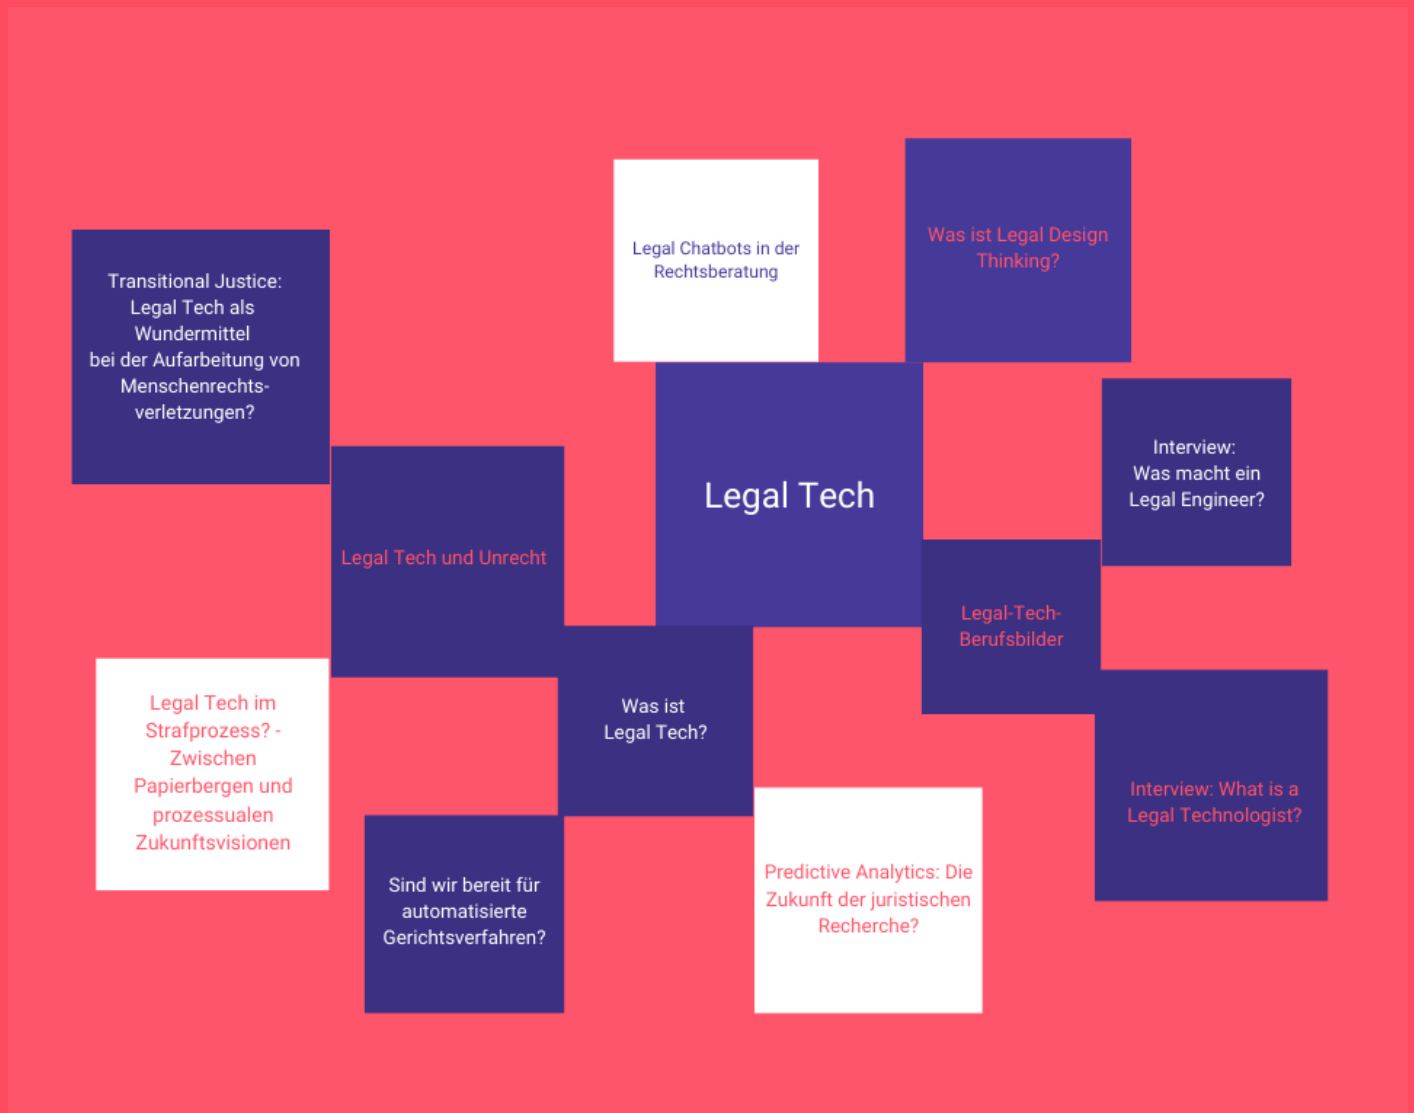 Legal Chatbots in der
Rechtsberatung
Was ist Legal Design
Thinking?
Transitional Justice:
Legal Tech als
Wundermittel
bei der Aufarbeitung von
Menschenrechts-
verletzungen?
Legal Tech
Interview:
Was macht ein
Legal Engineer?
Legal Tech und Unrecht
Legal-Tech-
Berufsbilder
Legal Tech im
Strafprozess? -
Zwischen
Papierbergen und
prozessualen
Zukunftsvisionen
Was ist
Legal Tech?
Interview: What is a
Legal Technologist?
Sind wir bereit für
automatisierte
Gerichtsverfahren?
Predictive Analytics: Die
Zukunft der juristischen
Recherche?